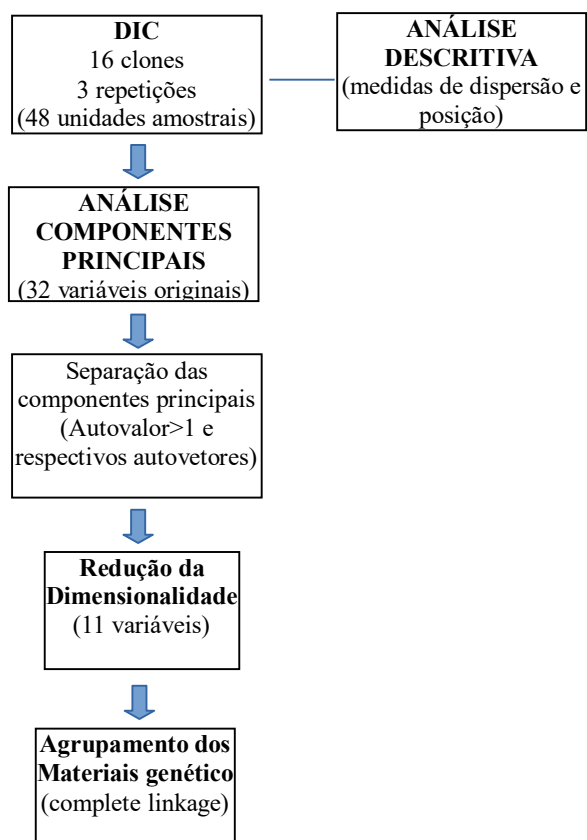 DIC
16 clones
3 repetições
(48 unidades amostrais)
ANÁLISE
DESCRITIVA
(medidas de dispersão e
posição)
ANÁLISE
COMPONENTES
PRINCIPAIS
(32 variáveis originais)
Separação das
componentes principais
(Autovalor>1 e
respectivos autovetores)
Redução da
Dimensionalidade
(11 variáveis)
Agrupamento dos
Materiais genético
(complete linkage)